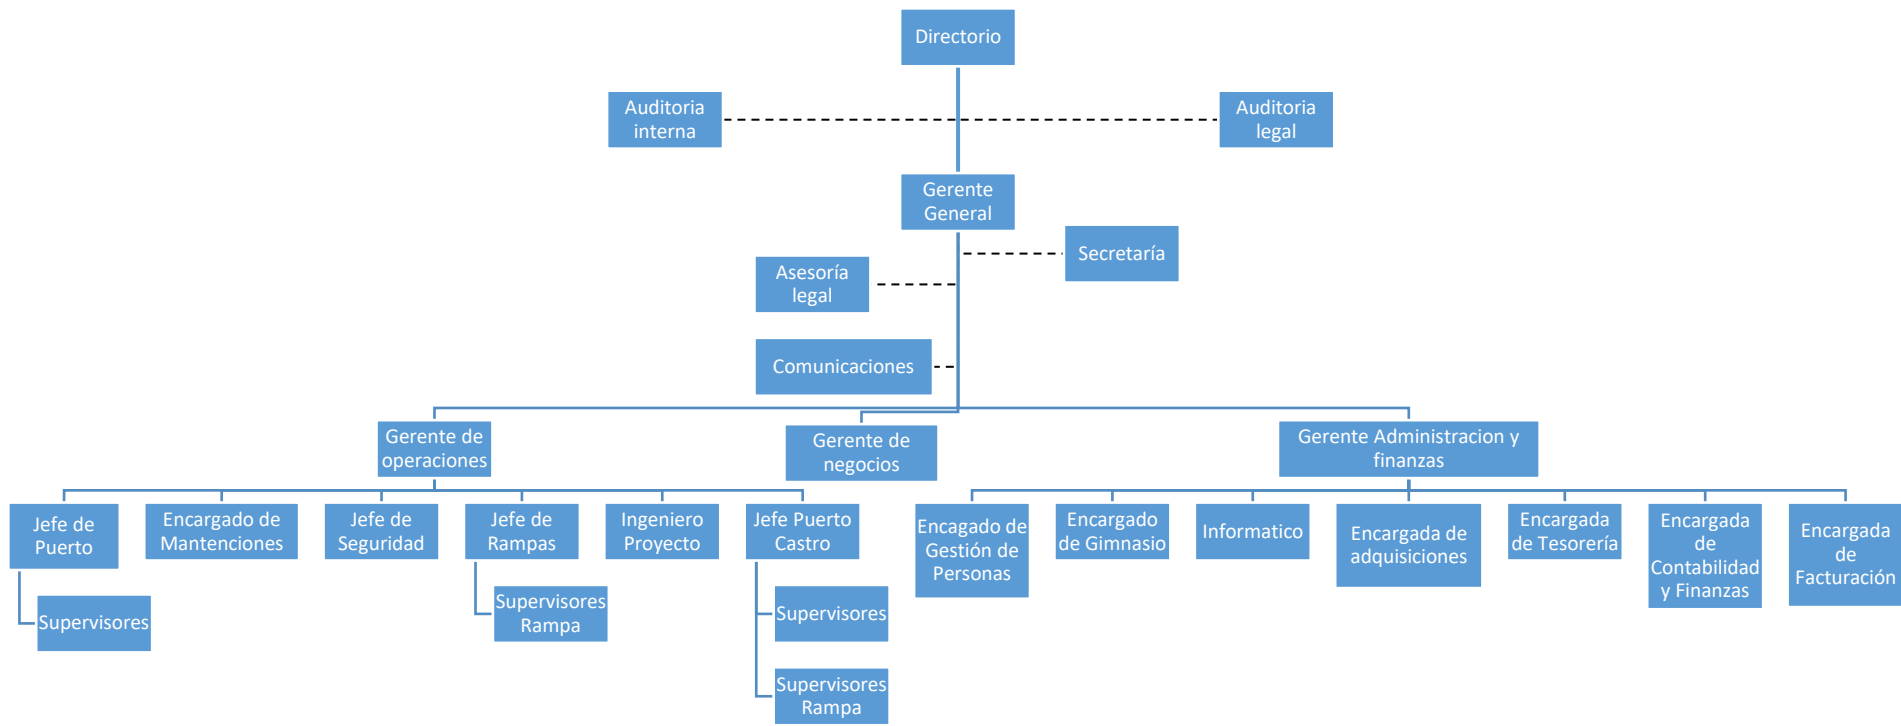 Directorio
Auditoria
interna
Auditoria
legal
Gerente
General
Secretaría
Asesoría
legal
Comunicaciones
Gerente de
operaciones
Gerente de
negocios
Gerente Administracion y
finanzas
Jefe de
Puerto
Encargado de
Mantenciones
Jefe de
Seguridad
Jefe de
Rampas
Ingeniero
Proyecto
Jefe Puerto
Castro
Encagado de
Gestión de
Personas
Encargado
de Gimnasio
Informatico
Encargada de
adquisiciones
Encargada
de Tesorería
Encargada
de
Contabilidad
y Finanzas
Encargada
de
Facturación
Supervisores
Supervisores
Rampa
Supervisores
Supervisores
Rampa